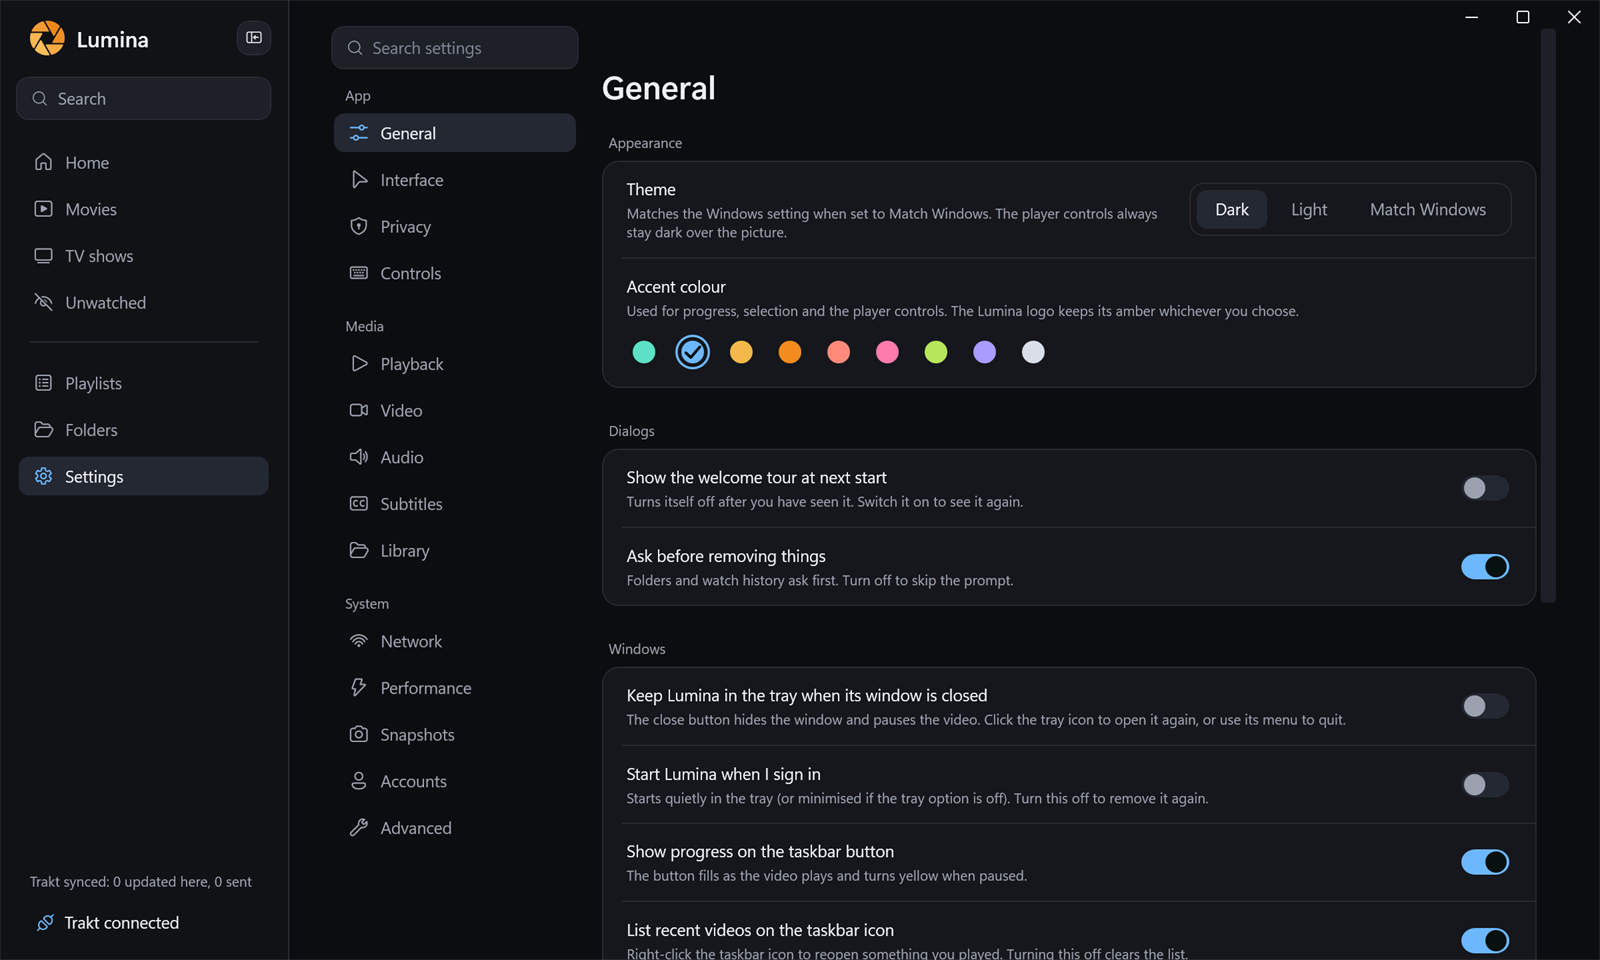 Lumina
Search
Home
Movies
TV shows
Unwatched
Playlists
Folders
Settings
Trakt synced: 0 updated here, 0 sent
Trakt connected
Search settings
App
General
Interface
Privacy
Controls
Media
Playback
Video
Audio
Subtitles
Library
System
Network
Performance
Snapshots
Accounts
Advanced
General
Appearance
Theme
Matches the Windows setting when set to Match Windows. The player controls always
stay dark over the picture.
Dark
Light
Match Windows
Accent colour
Used for progress, selection and the player controls. The Lumina logo keeps its amber whichever you choose.
Dialogs
Show the welcome tour at next start
Turns itself off after you have seen it. Switch it on to see it again.
Ask before removing things
Folders and watch history ask first. Turn off to skip the prompt.
Windows
Keep Lumina in the tray when its window is closed
The close button hides the window and pauses the video. Click the tray icon to open it again, or use its menu to quit.
Start Lumina when I sign in
Starts quietly in the tray (or minimised if the tray option is off). Turn this off to remove it again.
Show progress on the taskbar button
The button fills as the video plays and turns yellow when paused.
List recent videos on the taskbar icon
Right-click the taskbar icon to reopen something you played. Turning this off clears the list.